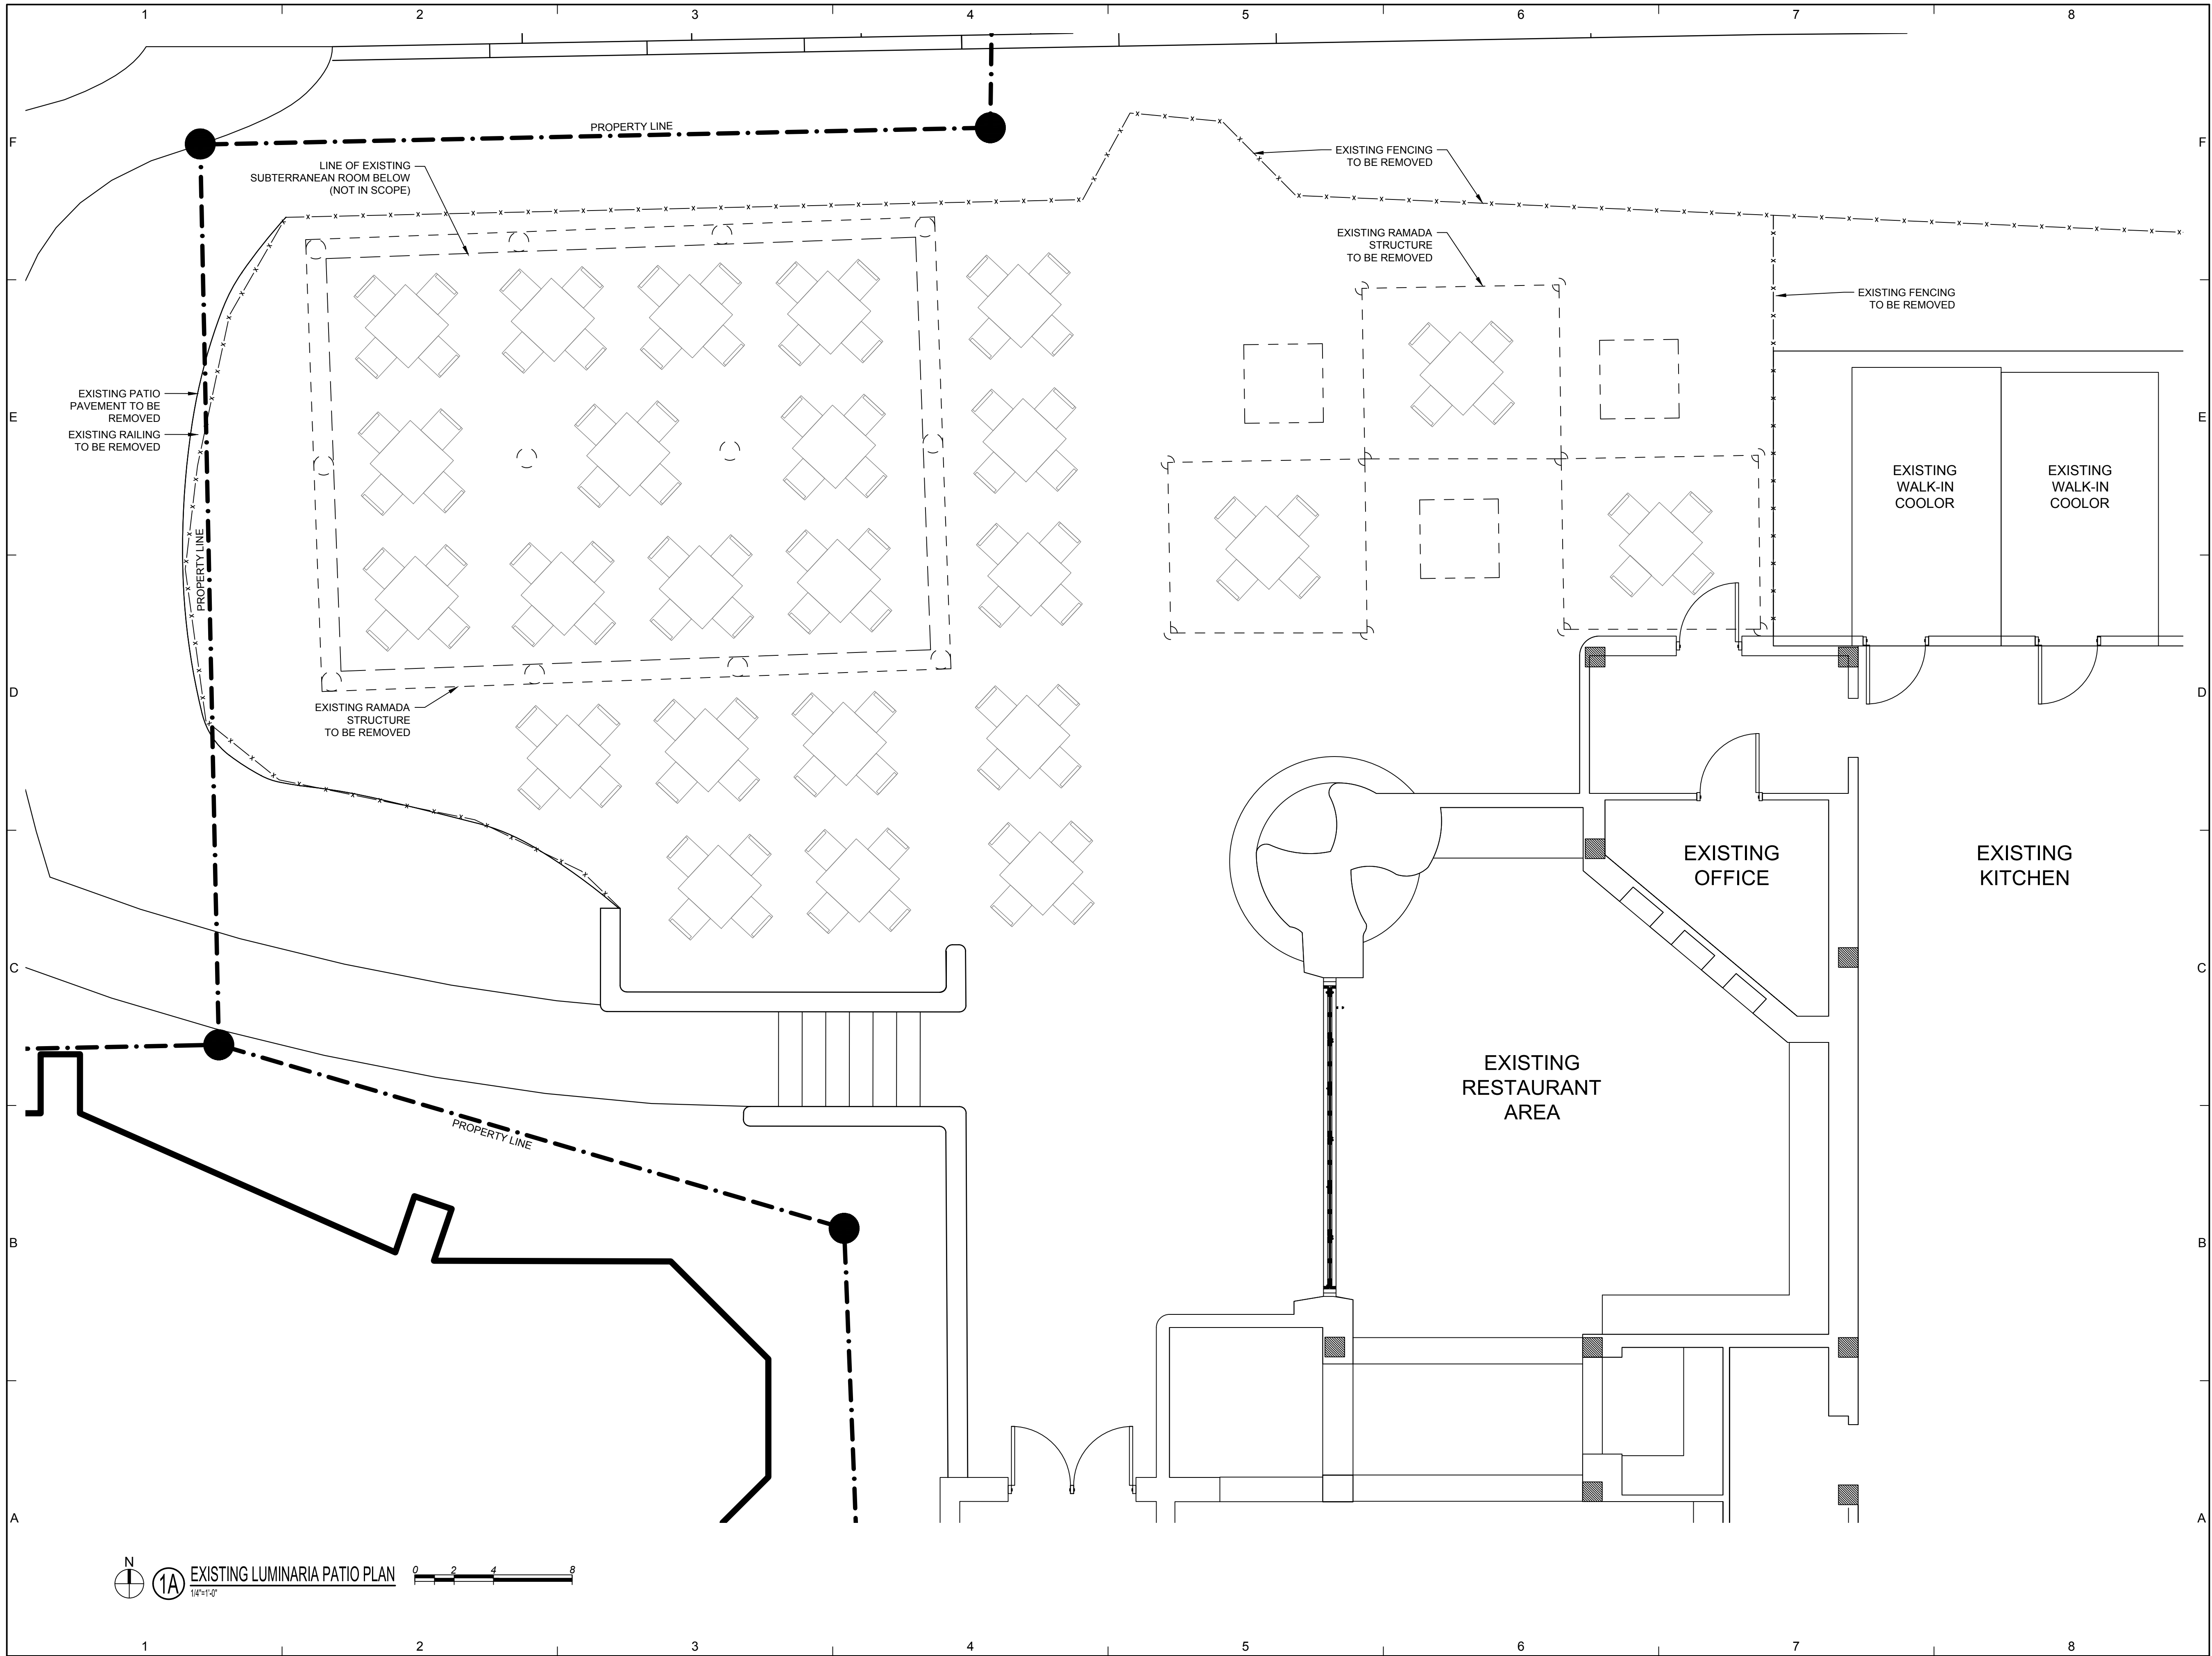 1 2 3 4 5 6 7 8
F
F
PROPERTY LINE
LINE OF EXISTING
SUBTERRANEAN ROOM BELOW
(NOT IN SCOPE)
EXISTING FENCING
TO BE REMOVED
EXISTING RAMADA
STRUCTURE
TO BE REMOVED
EXISTING FENCING
TO BE REMOVED
EXISTING PATIO
PAVEMENT TO BE
REMOVED
E
E
EXISTING RAILING
TO BE REMOVED
EXISTING
WALK-IN
COOLOR
EXISTING
WALK-IN
COOLOR
PROPERTY LINE
D
D
EXISTING RAMADA
STRUCTURE
TO BE REMOVED
EXISTING
OFFICE
EXISTING
KITCHEN
C
C
EXISTING
RESTAURANT
AREA
PROPERTY LINE
B
B
A
A
N
1A
EXISTING LUMINARIA PATIO PLAN
1/4"=1'-0"
0 2 4 8
1 2 3 4 5 6 7 8